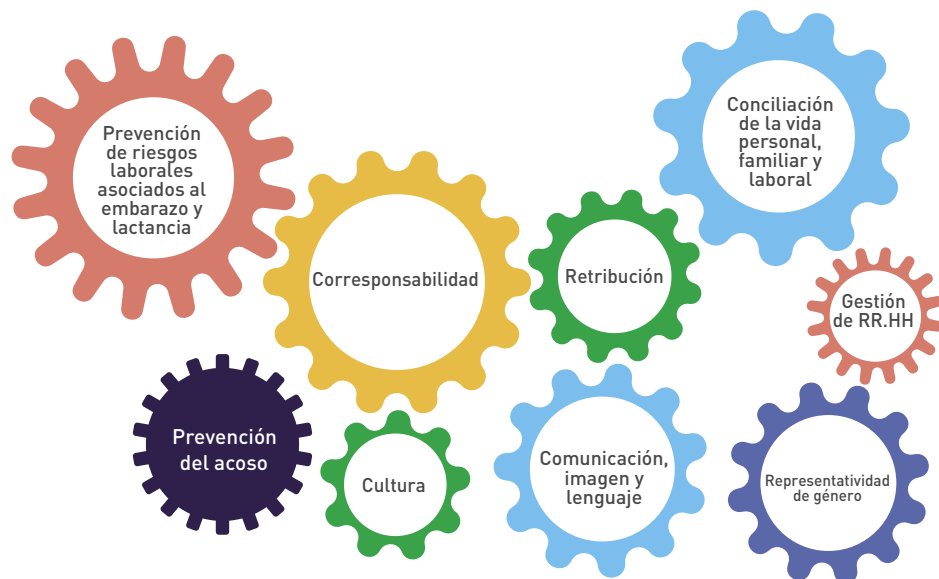 Prevención
de riesgos
laborales
asociados al
embarazo y
lactancia
Conciliación
de la vida
personal,
familiar y
laboral
Corresponsabilidad
Retribución
Gestión
de RR.HH
Prevención
del acoso
Cultura
Comunicación,
imagen y
lenguaje
Representatividad
de género